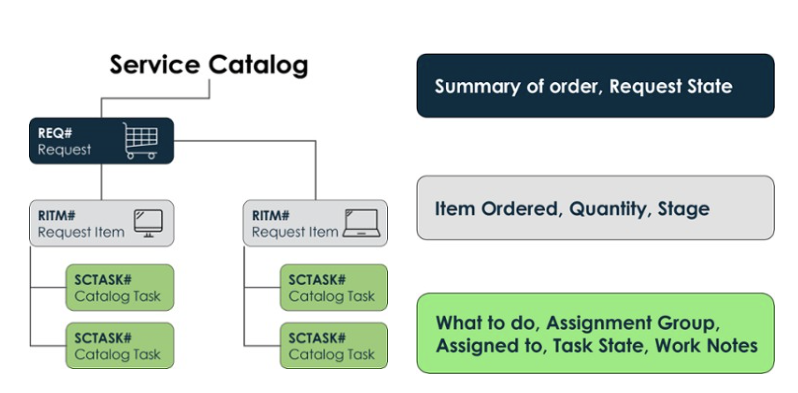 Service Catalog
REQ#
Request
RITM#
Request Item
SCTASK#
Catalog Task
SCTASK#
Catalog Task
RITM#
Request Item
SCTASK#
Catalog Task
SCTASK#
Catalog Task
Summary of order, Request State
Item Ordered, Quantity, Stage
What to do, Assignment Group,
Assigned to, Task State, Work Notes